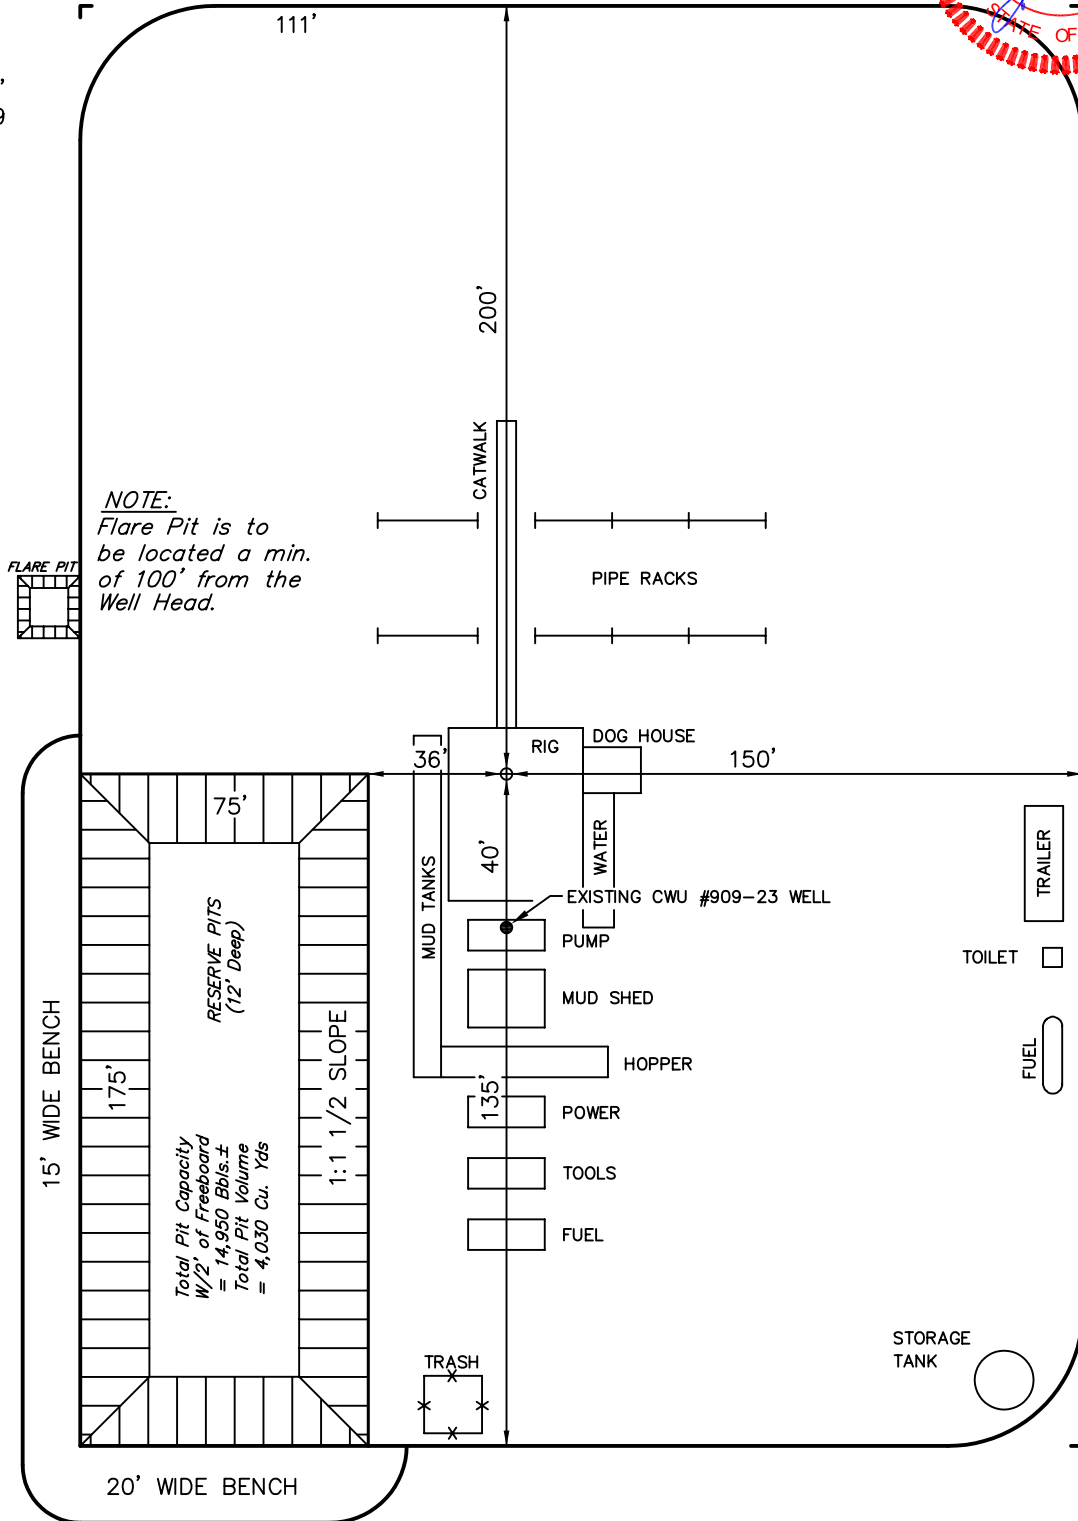 111'
STATE OF
'
9
200'
CATWALK
NOTE:
Flare Pit is to
be located a min.
of 100' from the
Well Head.
FLARE PIT
PIPE RACKS
RIG
DOG HOUSE
36'
150'
75'
40'
WATER
MUD TANKS
TRAILER
EXISTING CWU #909-23 WELL
PUMP
RESERVE PITS
(12' Deep)
TOILET
MUD SHED
15' WIDE BENCH
1:1 1/2 SLOPE
175'
HOPPER
FUEL
135'
POWER
Total Pit Capacity
W/2' of Freeboard
= 14,950 Bbls.±
Total Pit Volume
= 4,030 Cu. Yds
TOOLS
FUEL
STORAGE
TANK
TRASH
20' WIDE BENCH